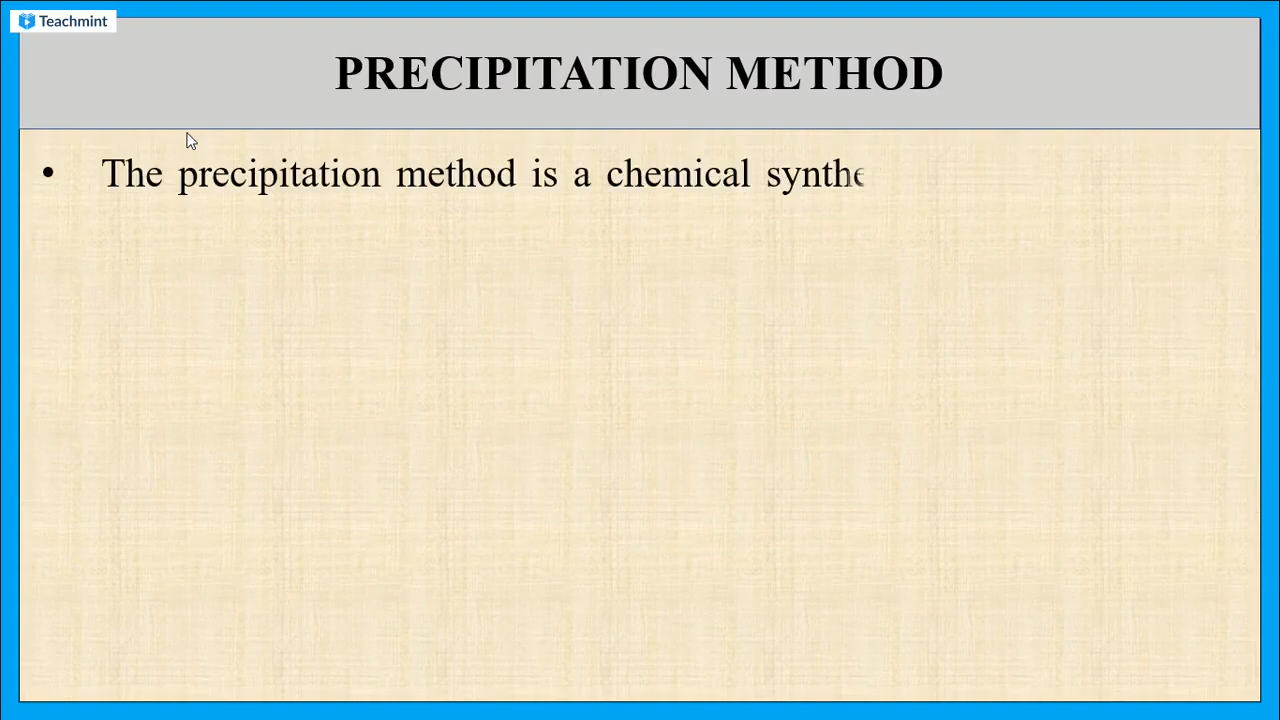 Teachmint
PRECIPITATION METHOD
• The precipitation method is a chemical synthe